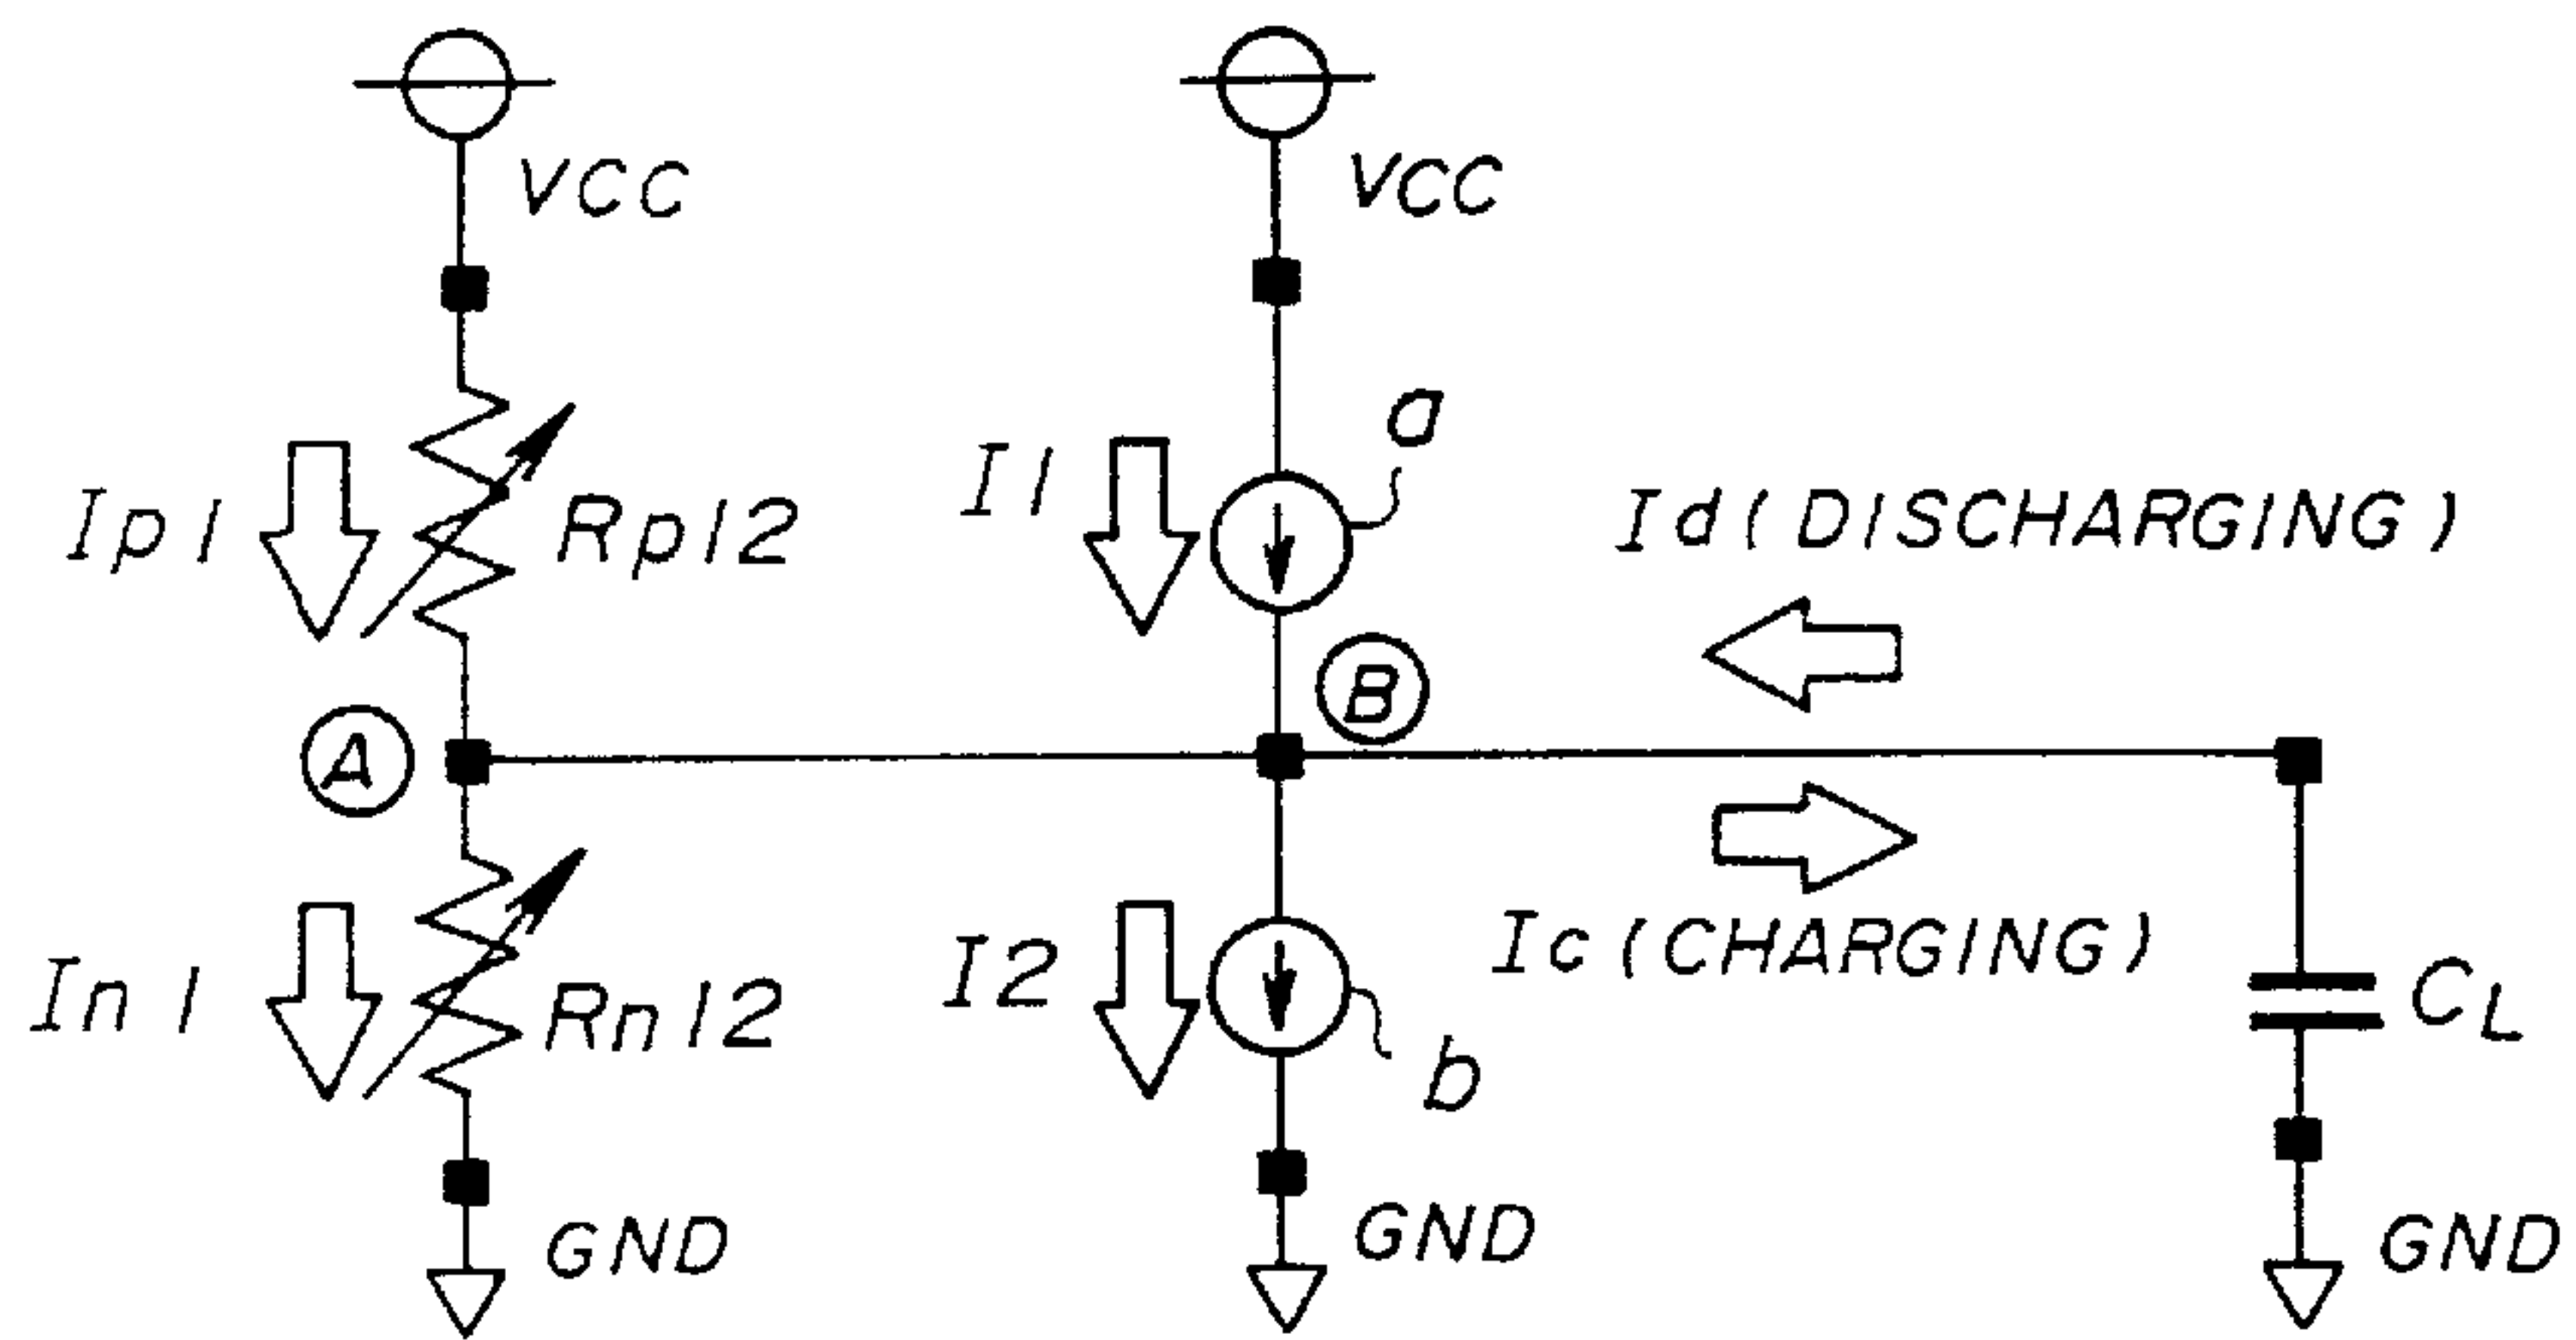 VCC
VCC
a
Ip1
Rp12
I1
Id (DISCHARGING)
B
A
In1
Rn12
I2
Ic (CHARGING)
CL
b
GND
GND
GND